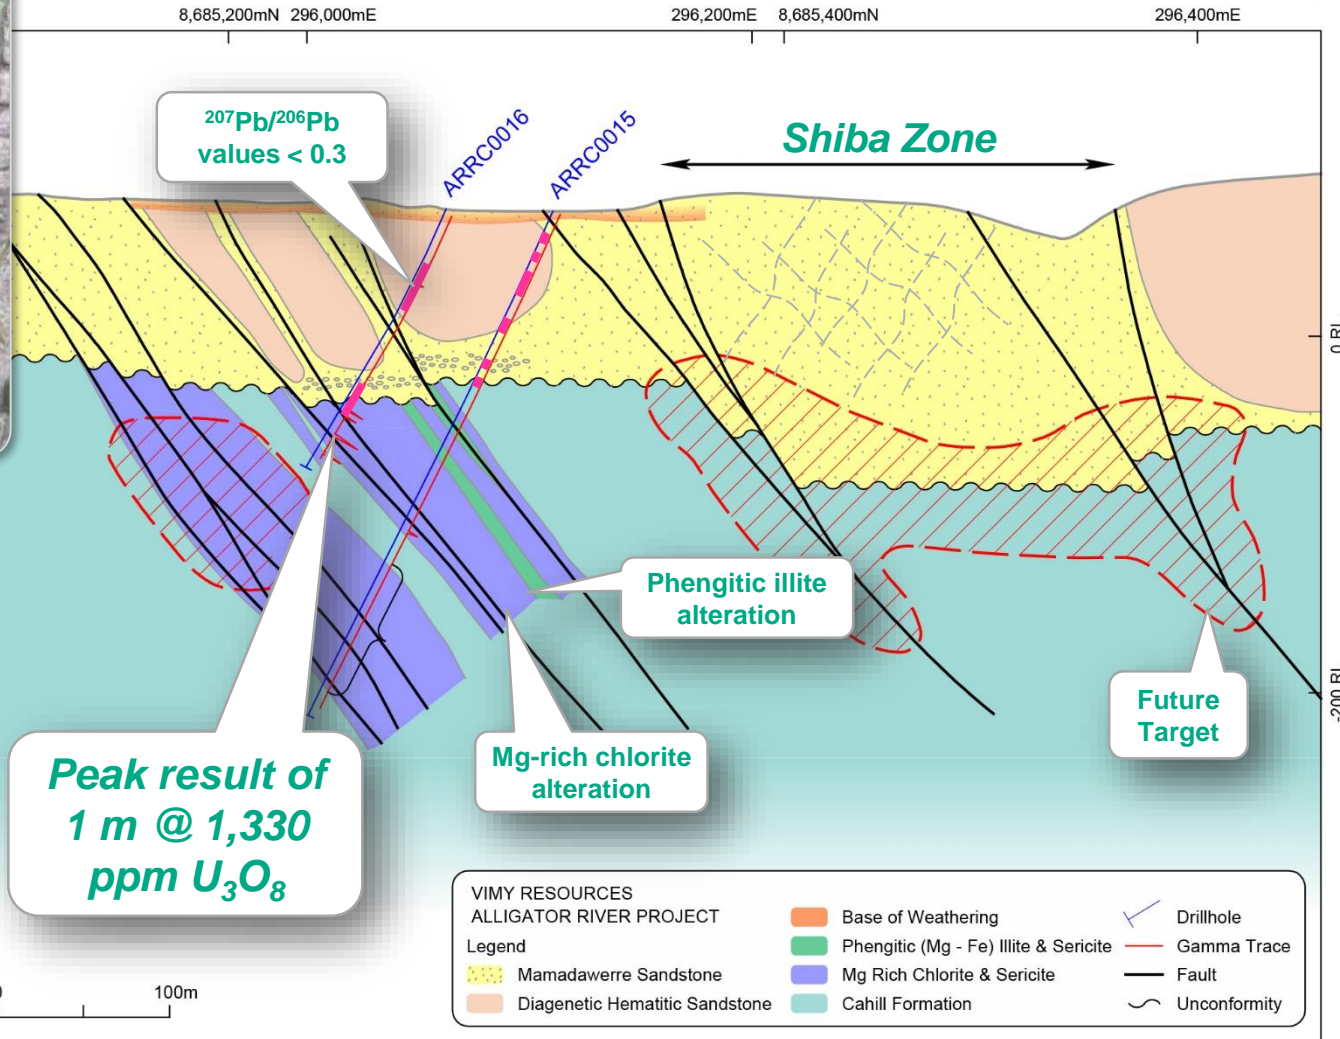 8,685,200mN 296,000mE 296,200mE 8,685,400mN 296,400mE
207Pb/206Pb
values < 0.3
ARRC0016
ARRC0015
Shiba Zone
0 RL
Phengitic illite
alteration
-200 RL
Future
Target
Mg-rich chlorite
alteration
Peak result of
1 m @ 1,330
ppm U3O8
VIMY RESOURCES
ALLIGATOR RIVER PROJECT
Legend
Mamadawerre Sandstone
Diagenetic Hematitic Sandstone
Base of Weathering
Phengitic (Mg - Fe) Illite & Sericite
Mg Rich Chlorite & Sericite
Cahill Formation
Drillhole
Gamma Trace
Fault
Unconformity
100m